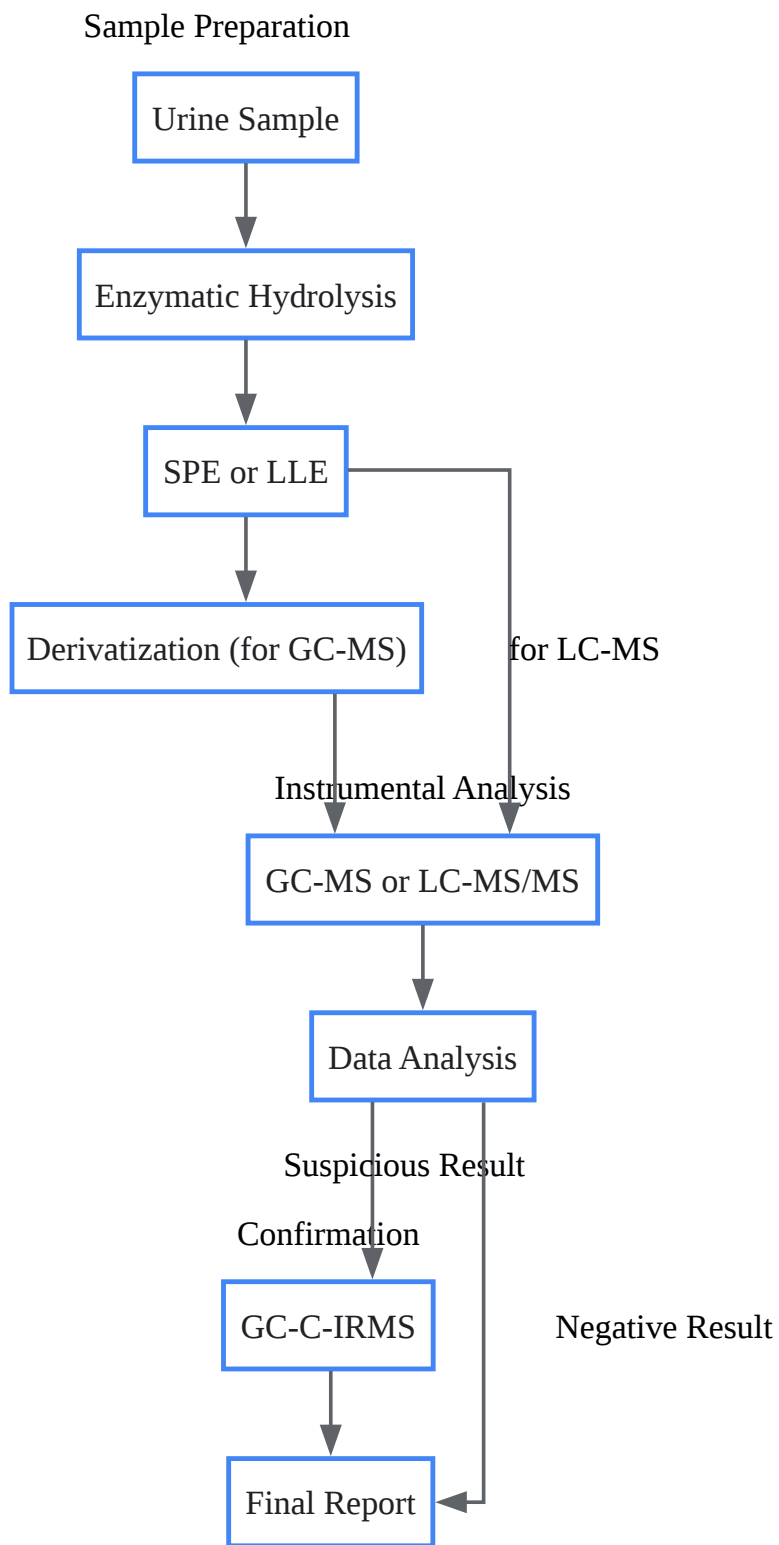 Sample Preparation
Urine Sample
Enzymatic Hydrolysis
SPE or LLE
Derivatization (for GC-MS)
for LC-MS
Instrumental Analysis
GC-MS or LC-MS/MS
Data Analysis
Suspicious Result
Confirmation
GC-C-IRMS
Negative Result
Final Report